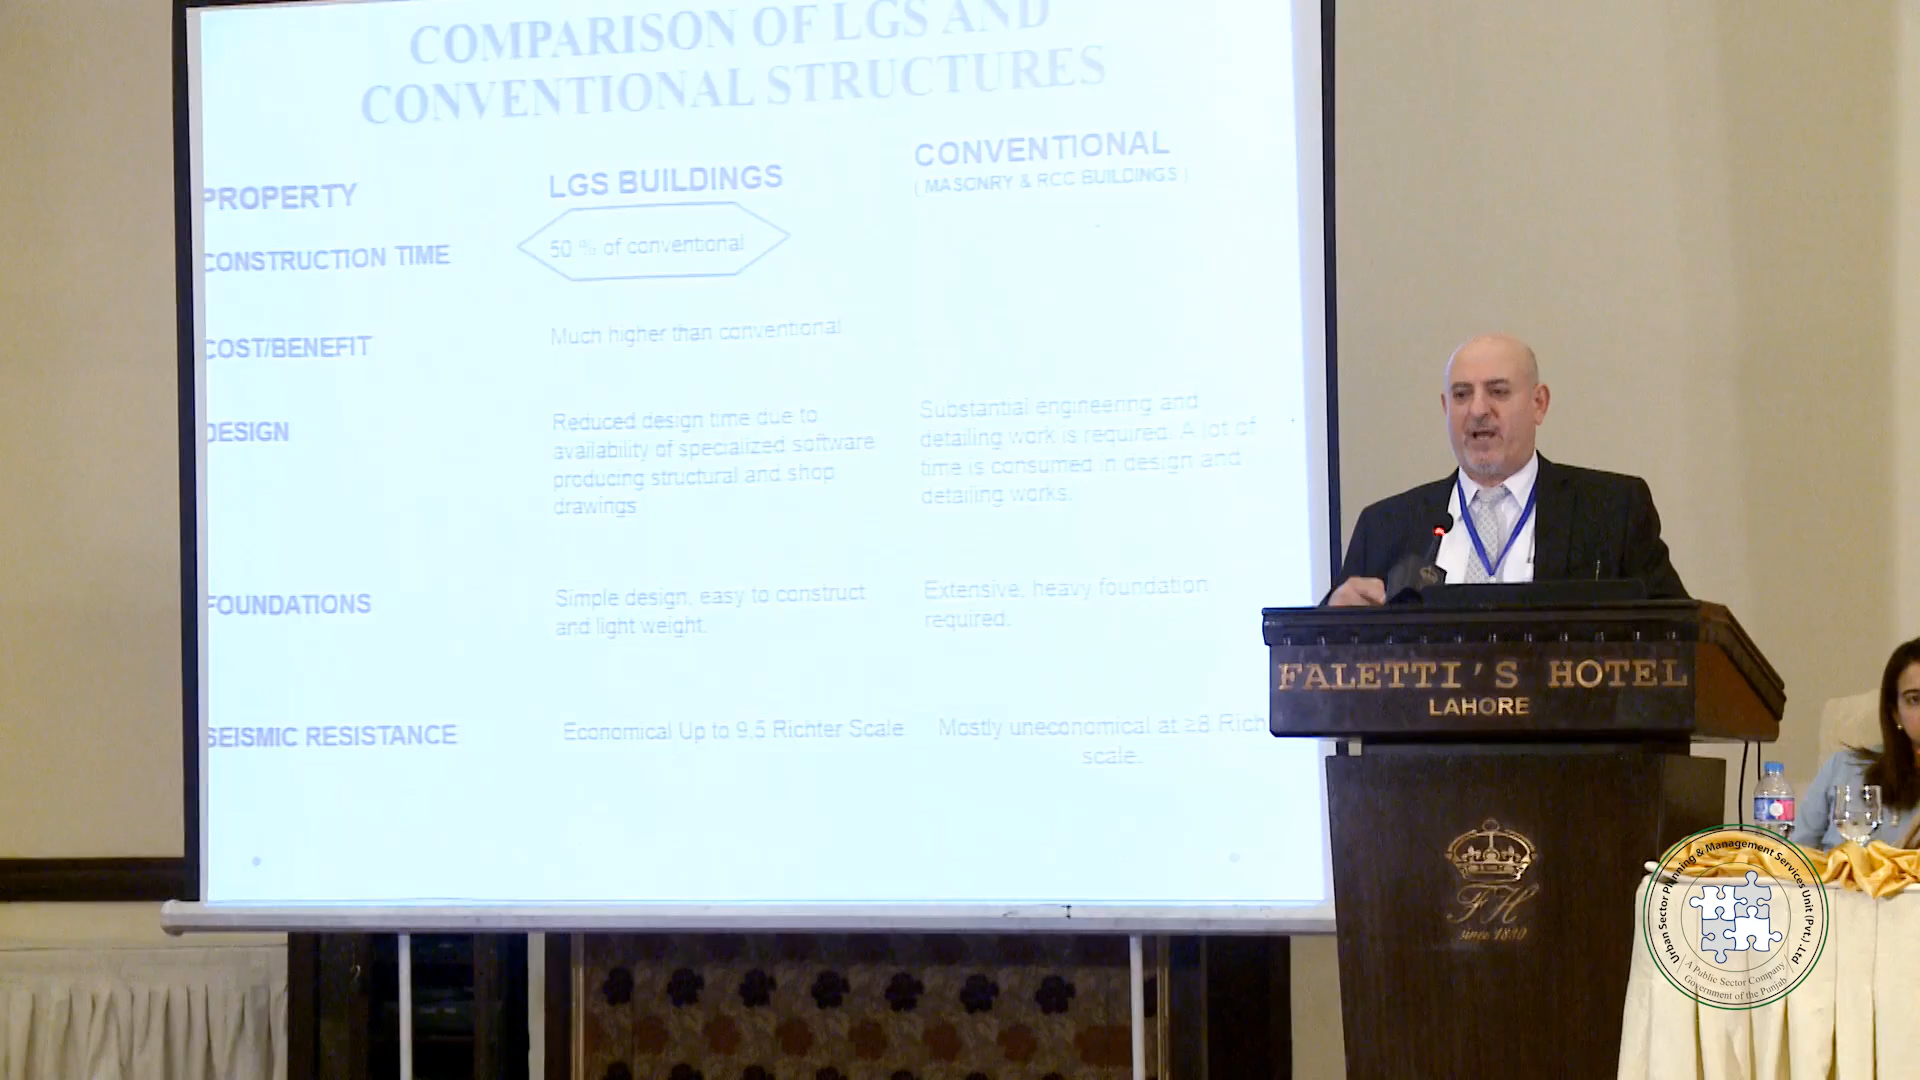 COMPARISON OF LGS AND
CONVENTIONAL STRUCTURES
PROPERTY
LGS BUILDINGS
CONVENTIONAL
( MASONRY & RCC BUILDINGS )
CONSTRUCTION TIME
50 % of conventional
COST/BENEFIT
Much higher than conventional
DESIGN
Reduced design time due to
availability of specialized software
producing structural and shop
drawings
Substantial engineering and
detailing work is required. A lot of
time is consumed in design and
detailing works.
FOUNDATIONS
Simple design, easy to construct
and light weight.
Extensive, heavy foundation
required.
SEISMIC RESISTANCE
Economical Up to 9.5 Richter Scale
Mostly uneconomical at ≥8 Rich
scale.
FALETTI'S HOTEL
LAHORE
FH
since 1880
Urban Sector Planning & Management Services Unit (Pvt.) Ltd
A Public Sector Company
Government of the Punjab